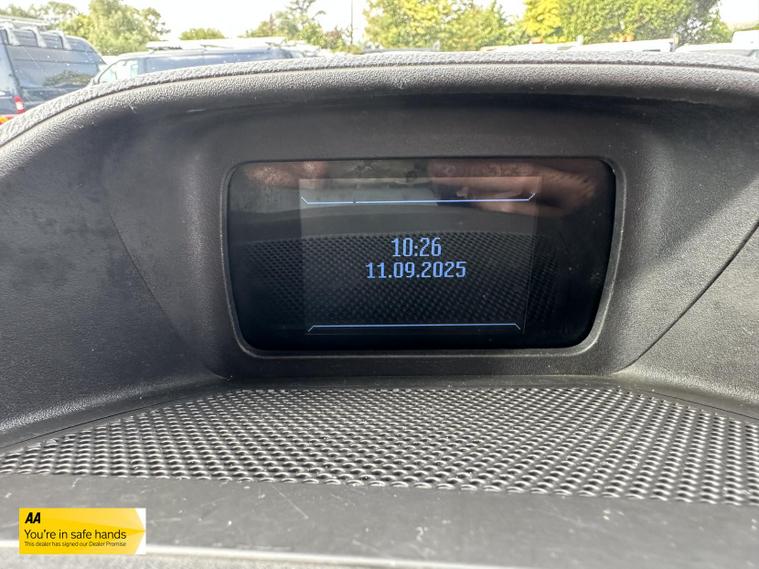 10:26
11.09.2025
AA
You're in safe hands
This dealer has signed our Dealer Promise